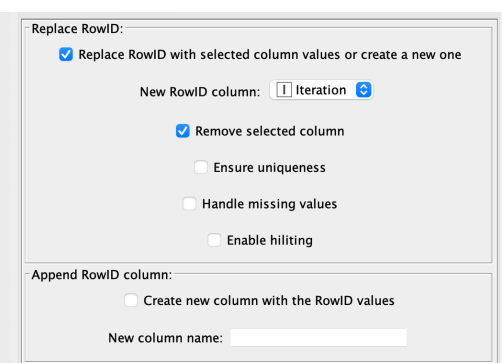 Replace RowID:
Replace RowID with selected column values or create a new one
New RowID column: I Iteration
Remove selected column
Ensure uniqueness
Handle missing values
Enable hiliting
Append RowID column:
Create new column with the RowID values
New column name: